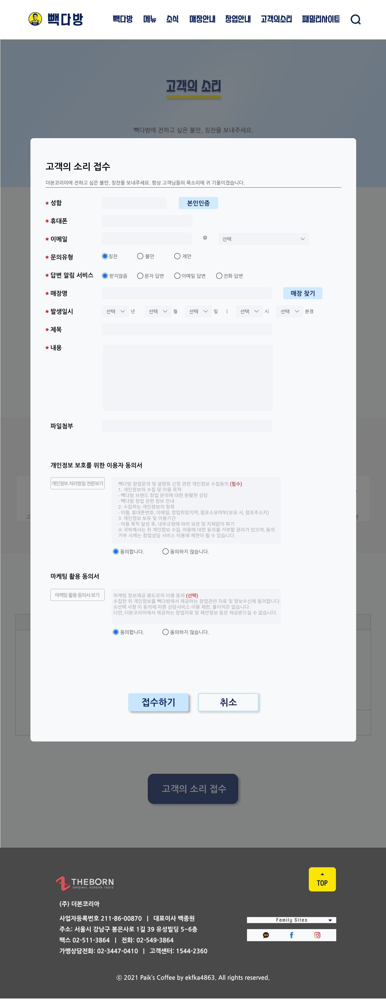 빽다방 빽다방 메뉴 소식 매장안내 창업안내 고객의소리 패밀리사이트
고객의 소리
빽다방에 전하고 싶은 불만, 칭찬을 보내주세요.
고객의 소리 접수
더본코리아에 전하고 싶은 불만, 칭찬을 보내주세요. 항상 고객님들의 목소리에 귀 기울이겠습니다.
* 성함 본인인증
* 휴대폰
* 이메일 @ 선택
* 문의유형 칭찬 불만 제안
* 답변 알림 서비스 받지않음 문자 답변 이메일 답변 전화 답변
* 매장명 매장 찾기
* 발생일시 선택 년 선택 월 선택 일 | 선택 시 선택 분경
* 제목
* 내용
파일첨부
개인정보 보호를 위한 이용자 동의서
개인정보 처리방침 전문보기
빽다방 창업문의 및 설명회 신청 관련 개인정보 수집동의 (필수)
1. 개인정보의 수집 및 이용 목적
- 빽다방 브랜드 창업 문의에 대한 원활한 상담
- 빽다방 창업 관련 정보 안내
2. 수집하는 개인정보의 항목
- 이름, 휴대폰번호, 이메일, 창업희망지역, 점포소유여부(보유 시, 점포주소지)
3. 개인정보 보유 및 이용기간
- 이용 목적 달성 후, 내부규정에 따라 보관 및 지체없이 파기
※ 귀하께서는 위 개인정보 수집, 이용에 대한 동의를 거부할 권리가 있으며, 동의
거부 시에는 창업상담 서비스 이용에 제한이 될 수 있습니다.
고
동의합니다. 동의하지 않습니다.
마케팅 활용 동의서
마케팅 활용 동의서 보기
마케팅 정보제공 용도로의 이용 동의 (선택)
수집한 위 개인정보를 빽다방에서 제공하는 창업관련 자료 및 정보수신에 동의합니다.
※선택 사항 미 동의에 따른 상담서비스 이용 제한, 불이익은 없습니다.
다만, 더본코리아에서 제공하는 창업자료 및 제안정보 등은 제공받으실 수 없습니다.
동의합니다. 동의하지 않습니다.
접수하기 취소
고객의 소리 접수
TOP
THEBORN
ORIGINAL KOREAN TASTE
(주) 더본코리아
사업자등록번호 211-86-00870 | 대표이사 백종원
주소: 서울시 강남구 봉은사로 1길 39 유성빌딩 5~6층
팩스 02-511-3864 | 전화: 02-549-3864
가맹상담전화: 02-3447-0410 | 고객센터: 1544-2360
Family Sites
TALK
ⓒ 2021 Paik's Coffee by ekfka4863. All rights reserved.